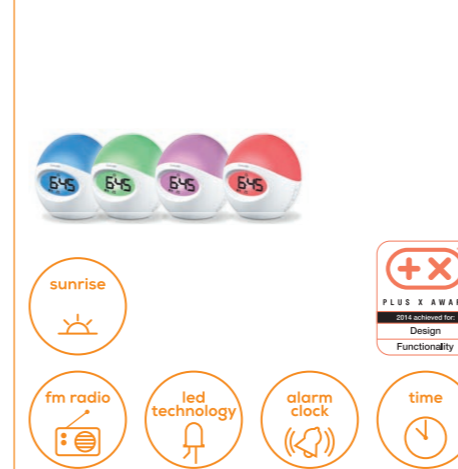 6:45
6:45
6:45
6:45
sunrise
PLUS X AWAR
2014 achieved for:
Design
Functionality
fm radio
led
technology
alarm
clock
time